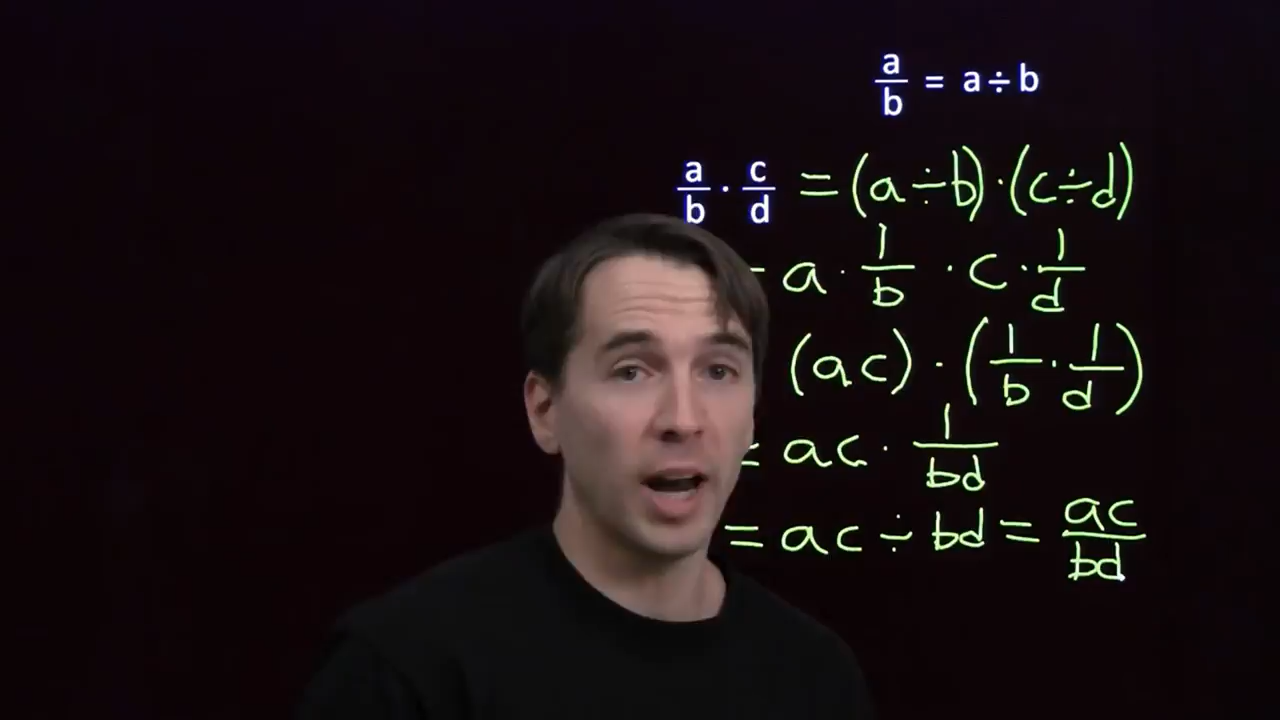 a/b = a ÷ b
a/b · c/d = (a ÷ b) · (c ÷ d)
= a · 1/b · c · 1/d
(ac) · (1/b · 1/d)
= ac · 1/bd
= ac ÷ bd = ac/bd